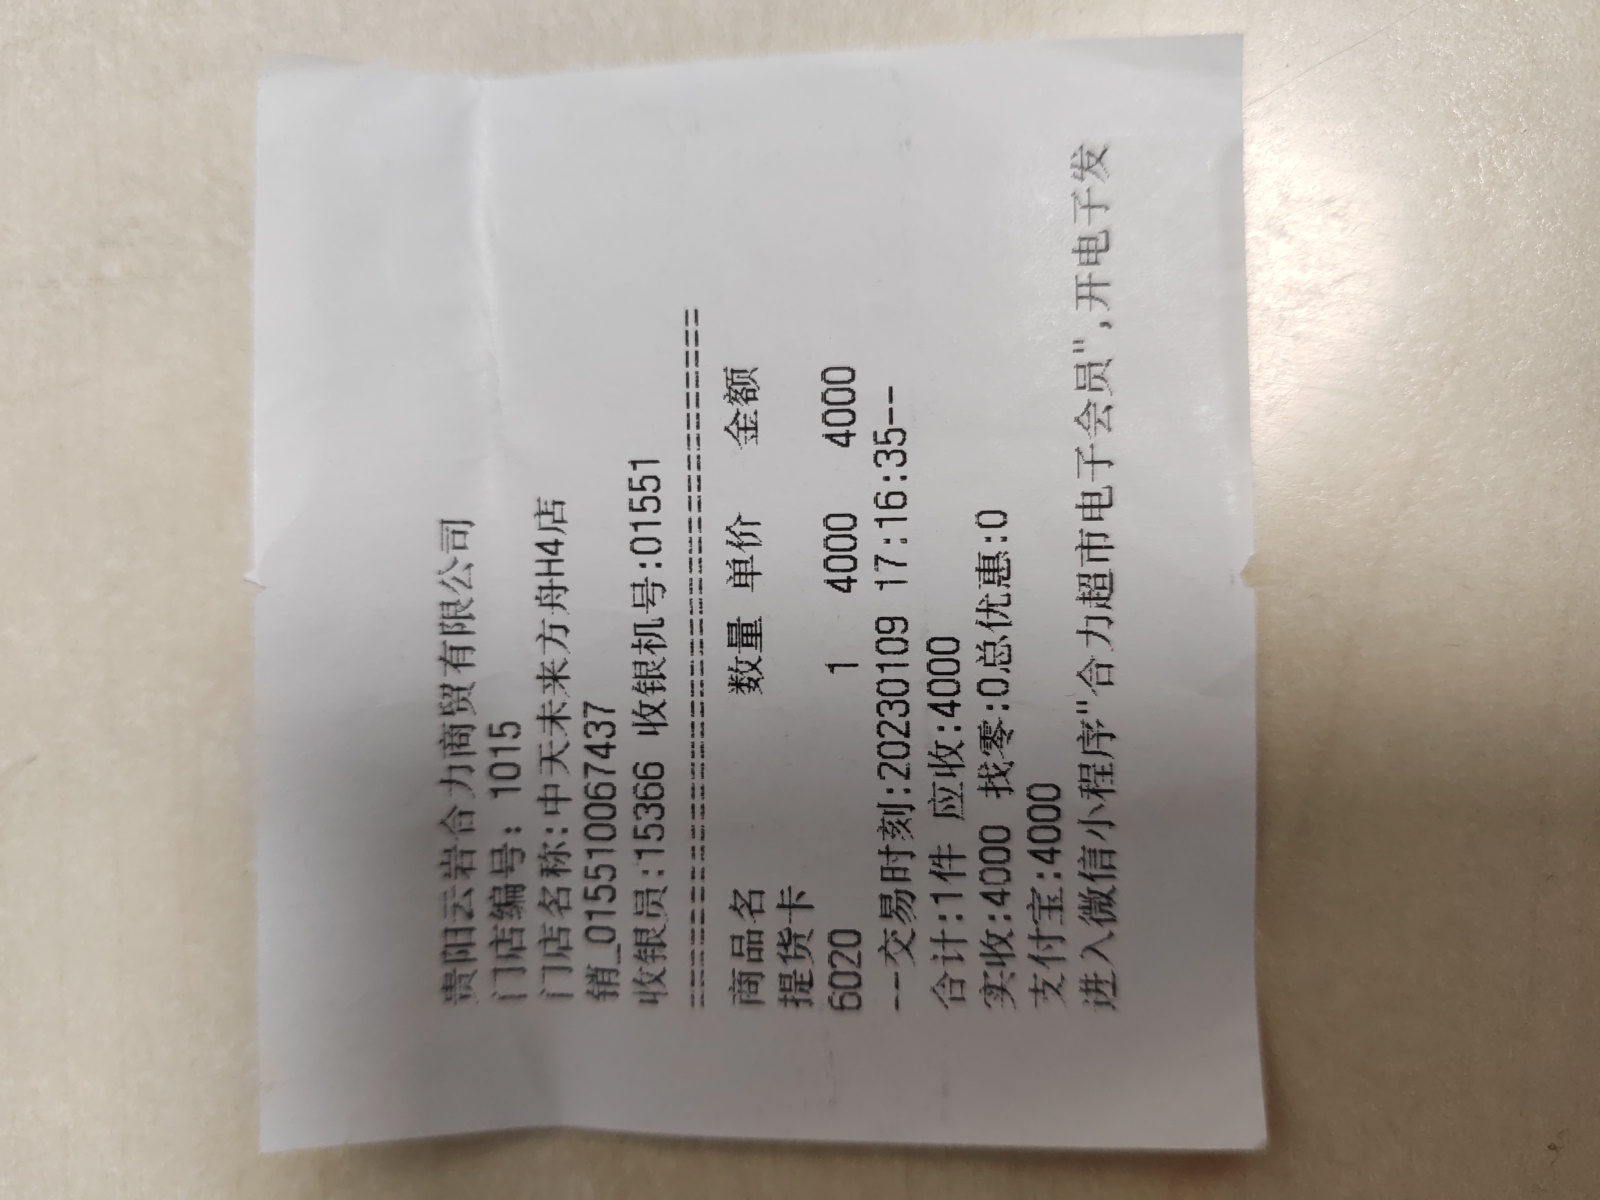 贵阳云岩合力商贸有限公司
门店编号: 1015
门店名称:中天未来方舟H4店
销_015510067437
收银员:15366 收银机号:01551
========================================
商品名 数量 单价 金额
提货卡
6020 1 4000 4000
--交易时刻:20230109 17:16:35--
合计:1件 应收:4000
实收:4000 找零:0总优惠:0
支付宝:4000
进入微信小程序"合力超市电子会员",开电子发